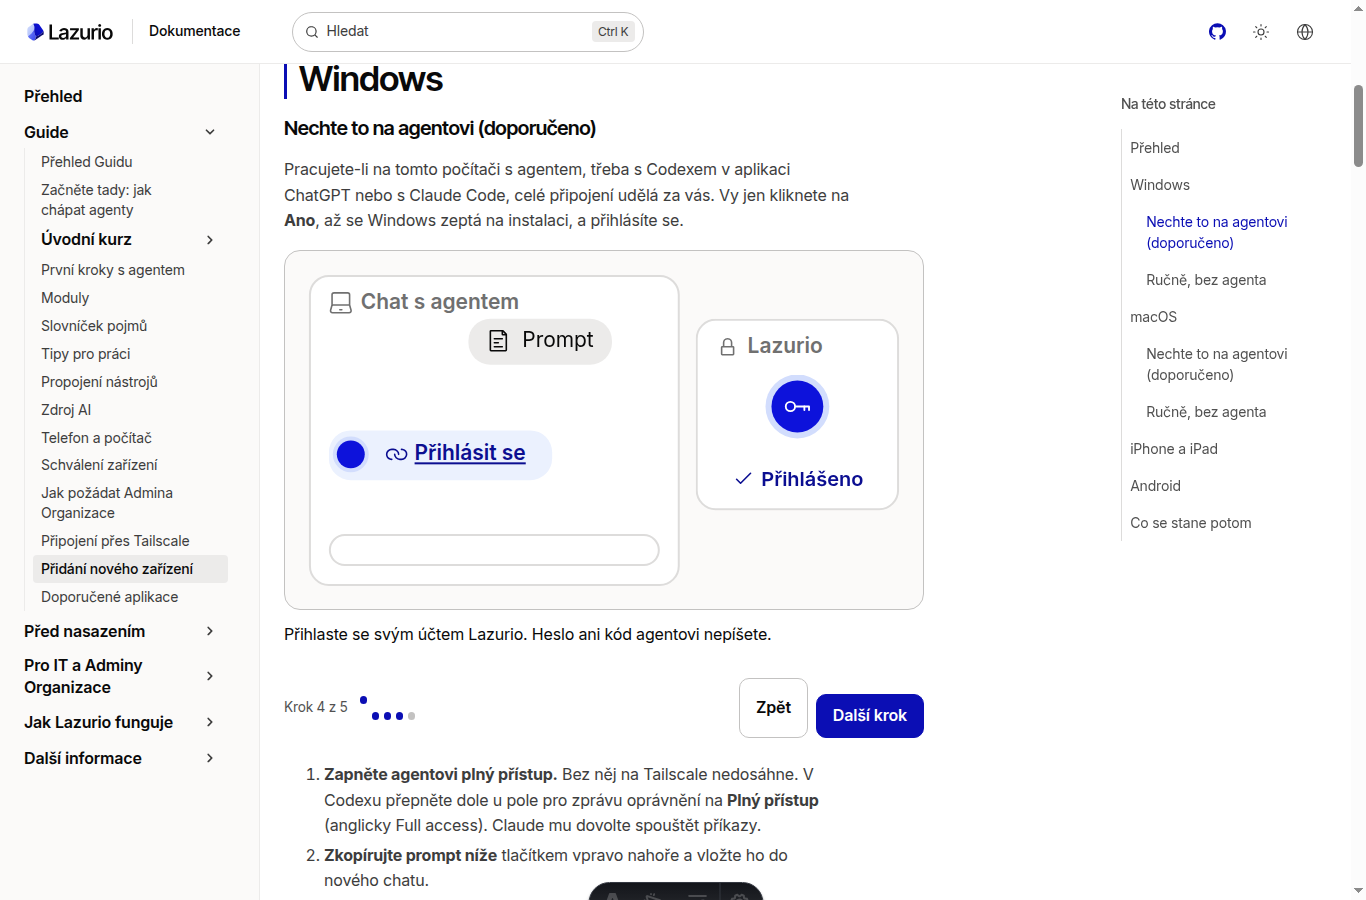 Lazurio
Dokumentace
Hledat
Ctrl K
Přehled
Guide
Přehled Guidu
Začněte tady: jak
chápat agenty
Úvodní kurz
První kroky s agentem
Moduly
Slovníček pojmů
Tipy pro práci
Propojení nástrojů
Zdroj AI
Telefon a počítač
Schválení zařízení
Jak požádat Admina
Organizace
Připojení přes Tailscale
Přidání nového zařízení
Doporučené aplikace
Před nasazením
Pro IT a Adminy
Organizace
Jak Lazurio funguje
Další informace
Windows
Nechte to na agentovi (doporučeno)
Pracujete-li na tomto počítači s agentem, třeba s Codexem v aplikaci
ChatGPT nebo s Claude Code, celé připojení udělá za vás. Vy jen kliknete na
Ano, až se Windows zeptá na instalaci, a přihlásíte se.
Chat s agentem
Prompt
Přihlásit se
Lazurio
Přihlášeno
Přihlaste se svým účtem Lazurio. Heslo ani kód agentovi nepíšete.
Krok 4 z 5
Zpět
Další krok
1. Zapněte agentovi plný přístup. Bez něj na Tailscale nedosáhne. V
Codexu přepněte dole u pole pro zprávu oprávnění na Plný přístup
(anglicky Full access). Claude mu dovolte spouštět příkazy.
2. Zkopírujte prompt níže tlačítkem vpravo nahoře a vložte ho do
nového chatu.
Na této stránce
Přehled
Windows
Nechte to na agentovi
(doporučeno)
Ručně, bez agenta
macOS
Nechte to na agentovi
(doporučeno)
Ručně, bez agenta
iPhone a iPad
Android
Co se stane potom